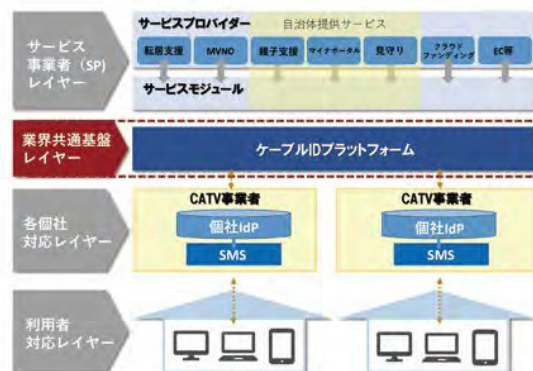 サービス
事業者（SP）
レイヤー
サービスプロバイダー
自治体提供サービス
転居支援
MVNO
親子支援
マイナポータル
見守り
クラウド
ファンディング
EC等
サービスモジュール
業界共通基盤
レイヤー
ケーブルIDプラットフォーム
各個社
対応レイヤー
CATV事業者
個社IdP
SMS
CATV事業者
個社IdP
SMS
利用者
対応レイヤー